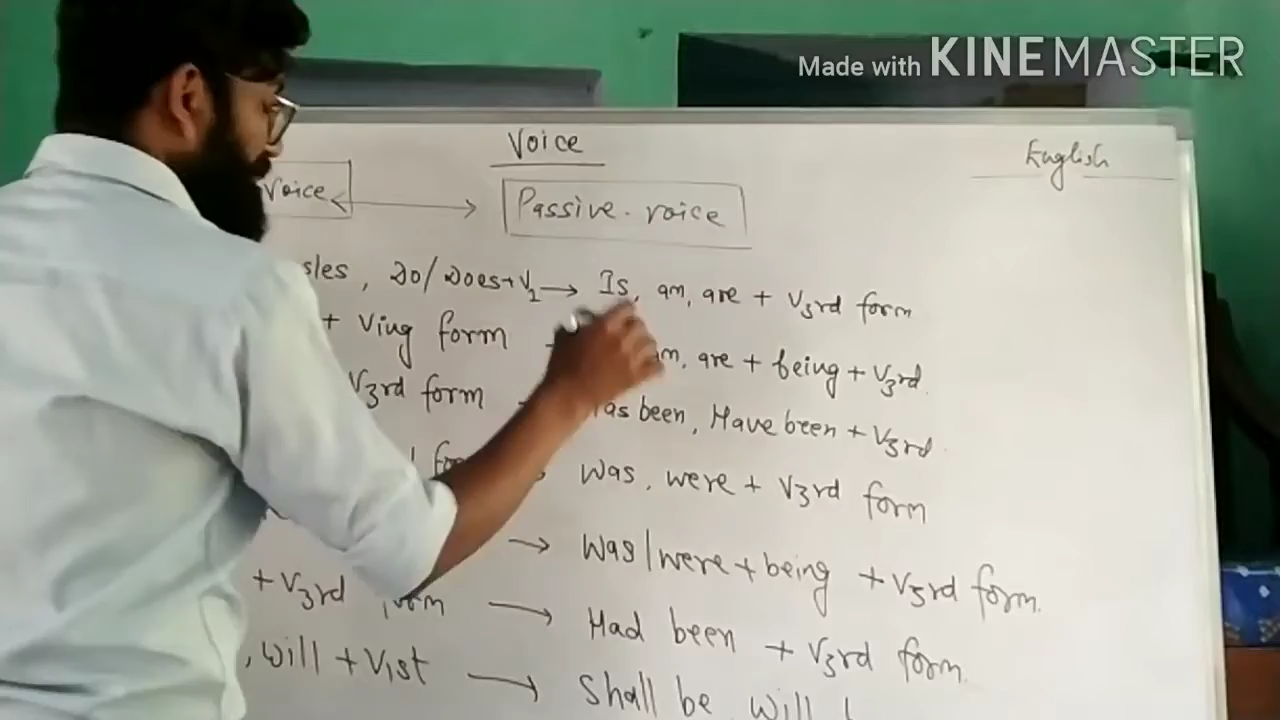 Made with KINEMASTER
Voice
English
voice
Passive voice
sles, Do/Does+V1 → Is, am, are + V3rd form
+ Ving form am, are + being + V3rd.
V3rd form Has been, Have been + V3rd
Was, were + V3rd form
→ Was/were + being + V3rd form.
+ V3rd form → Had been + V3rd form.
, will + V1st → Shall be will